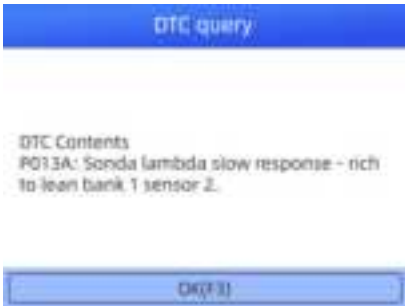 DTC query
DTC Contents
P013A: Sonda lambda slow response - rich
to lean bank 1 sensor 2.
OK(F3)